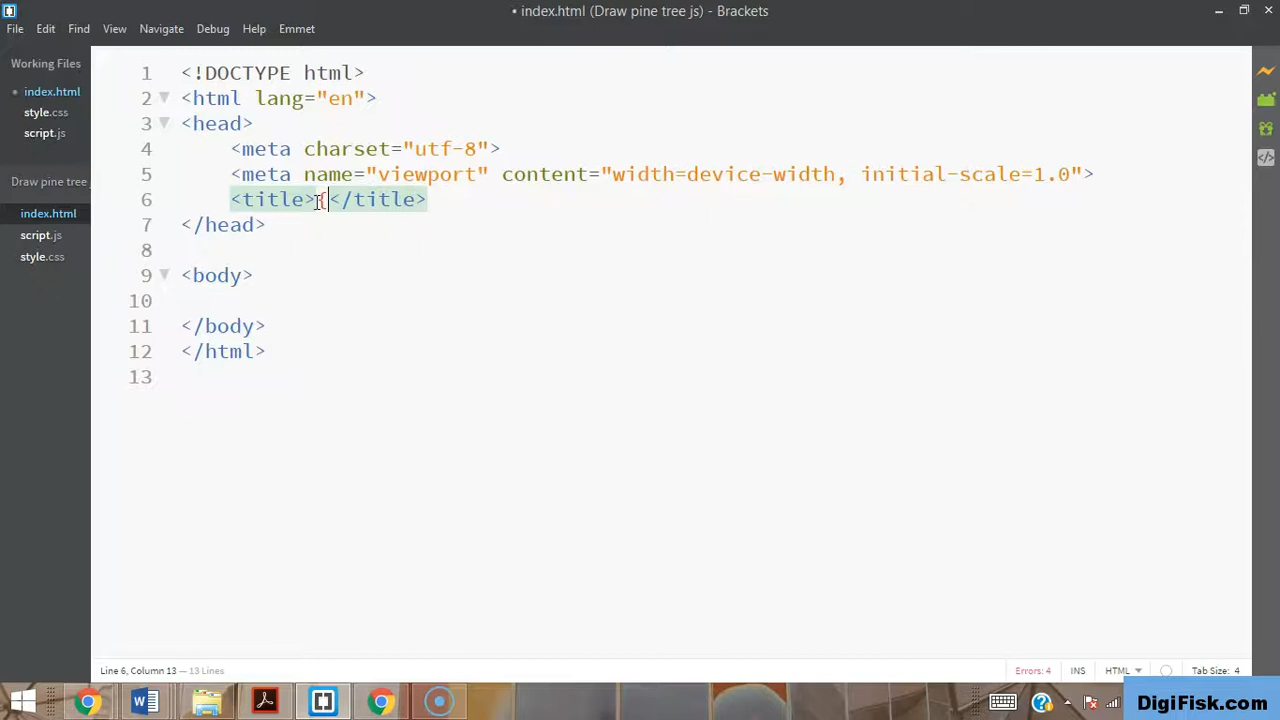 • index.html (Draw pine tree js) - Brackets
File Edit Find View Navigate Debug Help Emmet
Working Files
• index.html
style.css
script.js
Draw pine tree
index.html
script.js
style.css
1 <!DOCTYPE html>
2 <html lang="en">
3 <head>
4 <meta charset="utf-8">
5 <meta name="viewport" content="width=device-width, initial-scale=1.0">
6 <title>{</title>
7 </head>
8
9 <body>
10
11 </body>
12 </html>
13
Line 6, Column 13 — 13 Lines
Errors: 4 INS HTML Tab Size: 4
DigiFisk.com